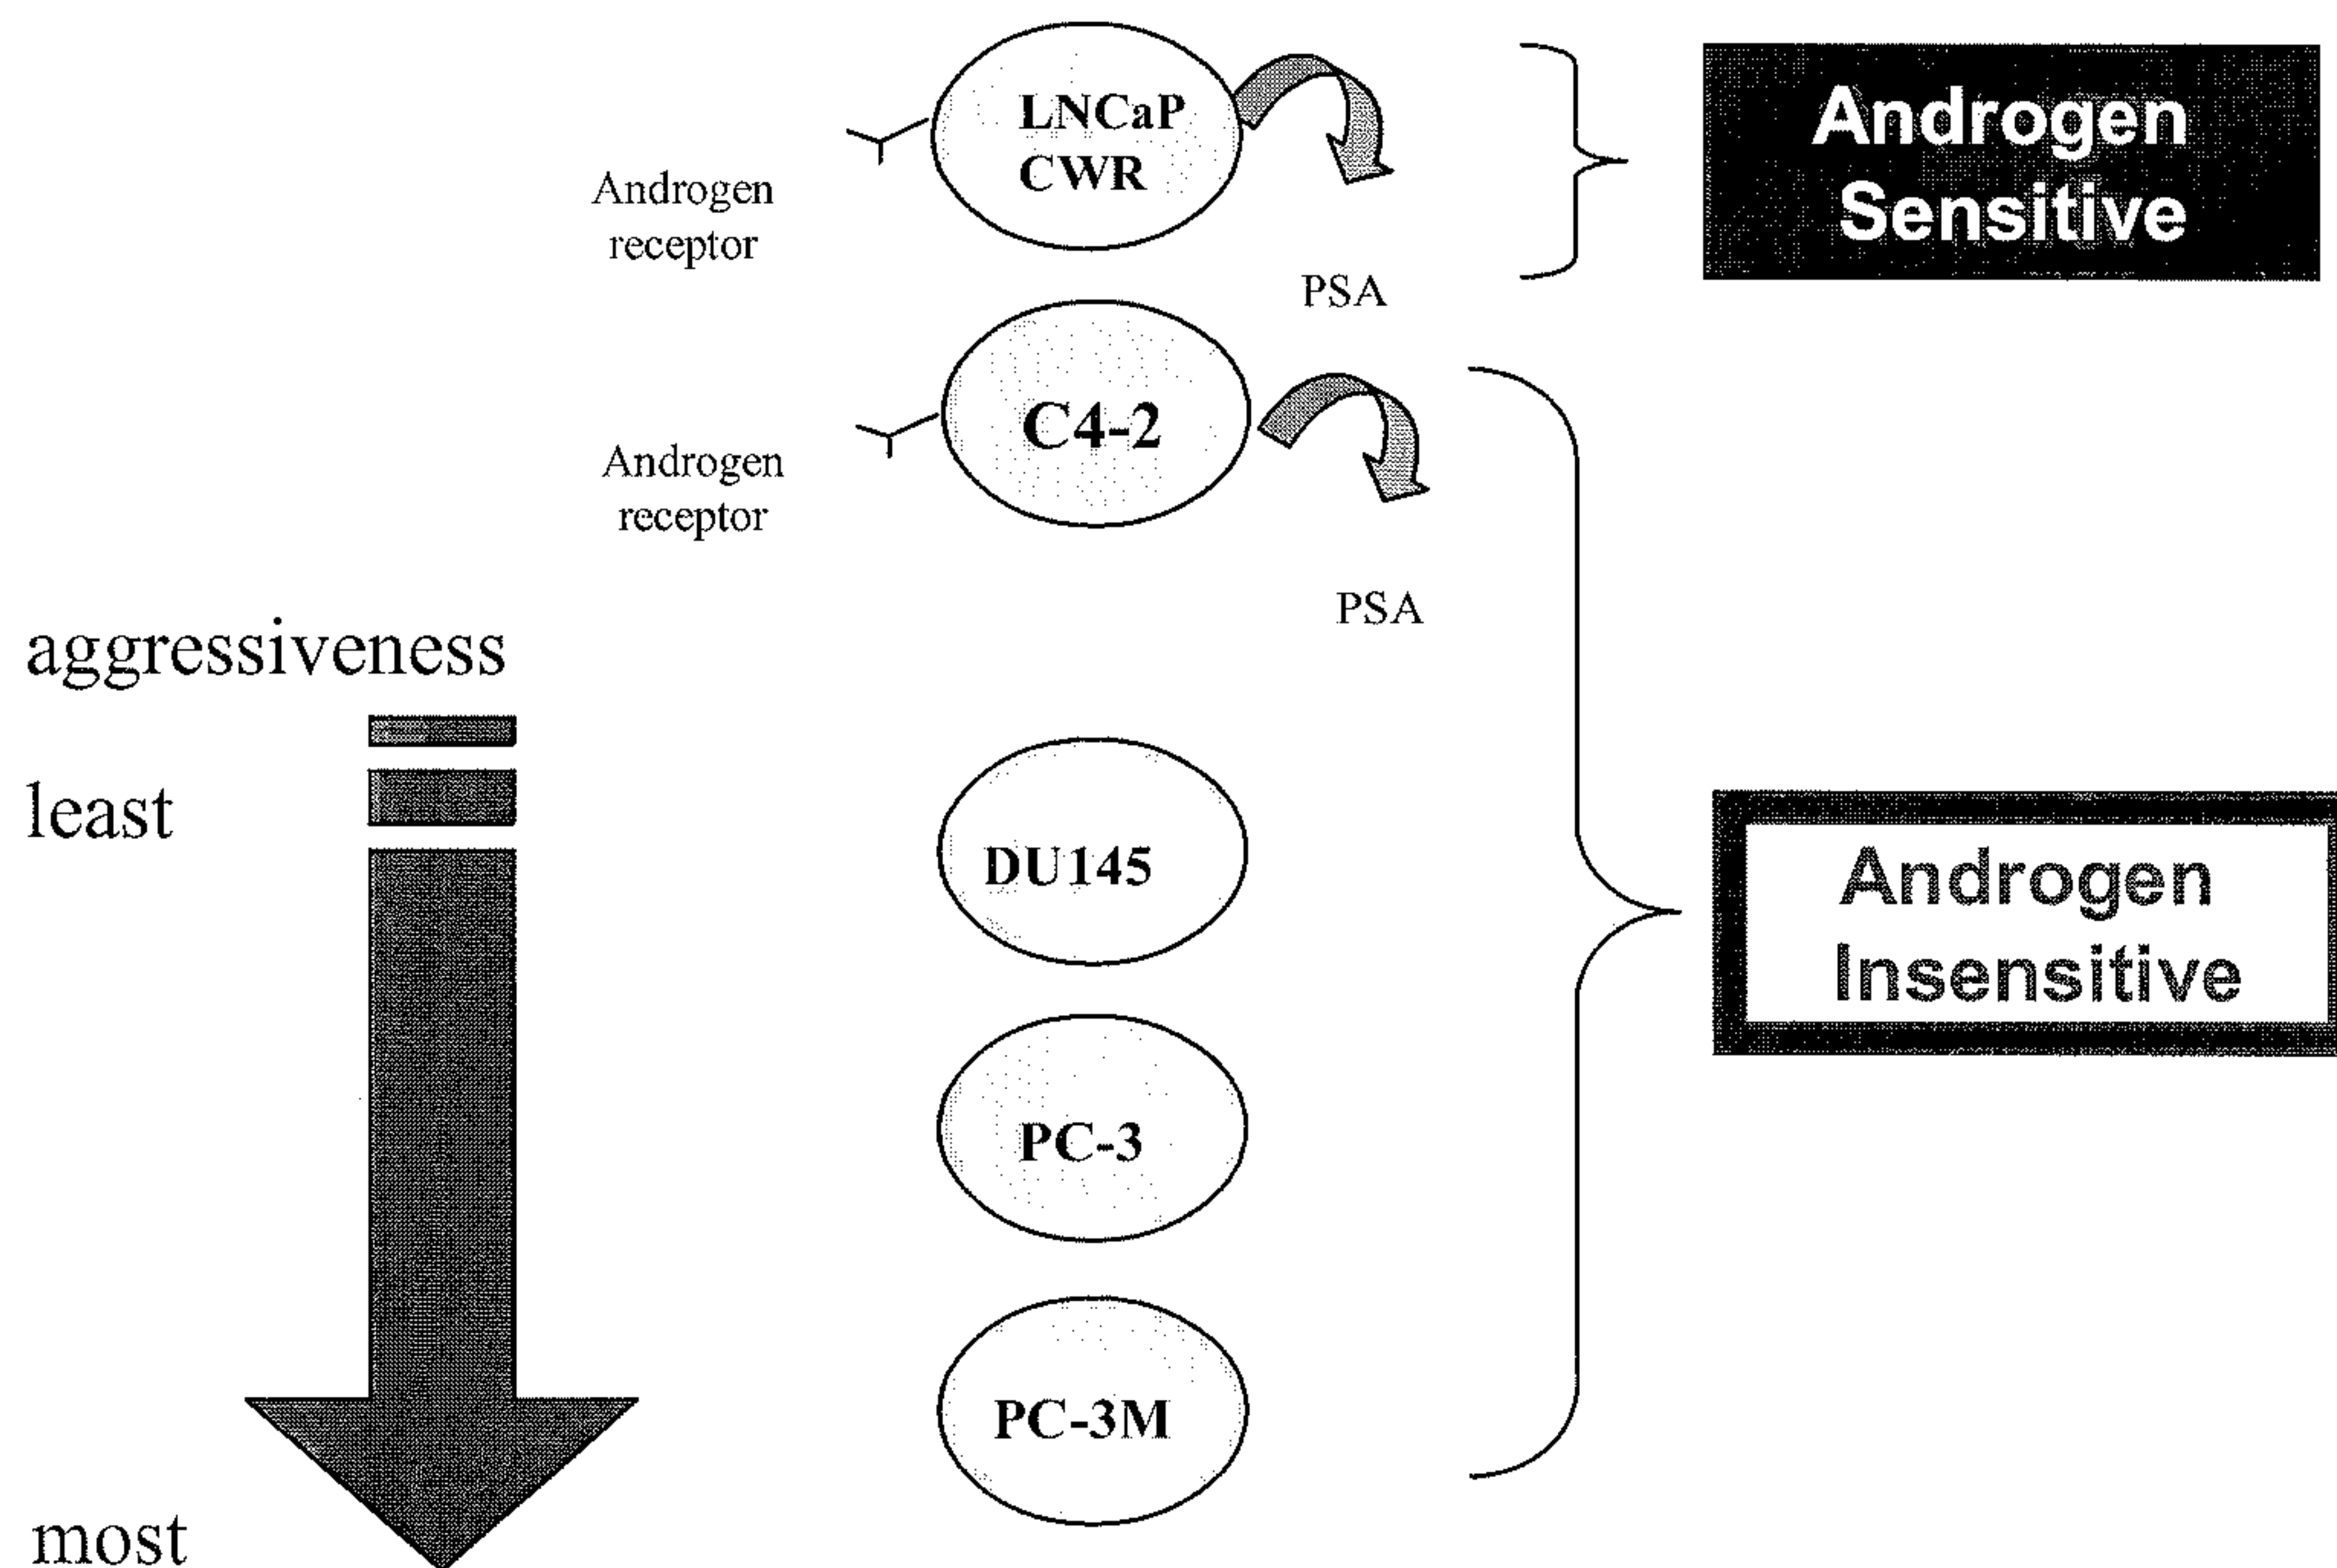 LNCaP
CWR
Androgen
receptor
PSA
Androgen
Sensitive
C4-2
Androgen
receptor
PSA
aggressiveness
least
most
DU145
PC-3
PC-3M
Androgen
Insensitive